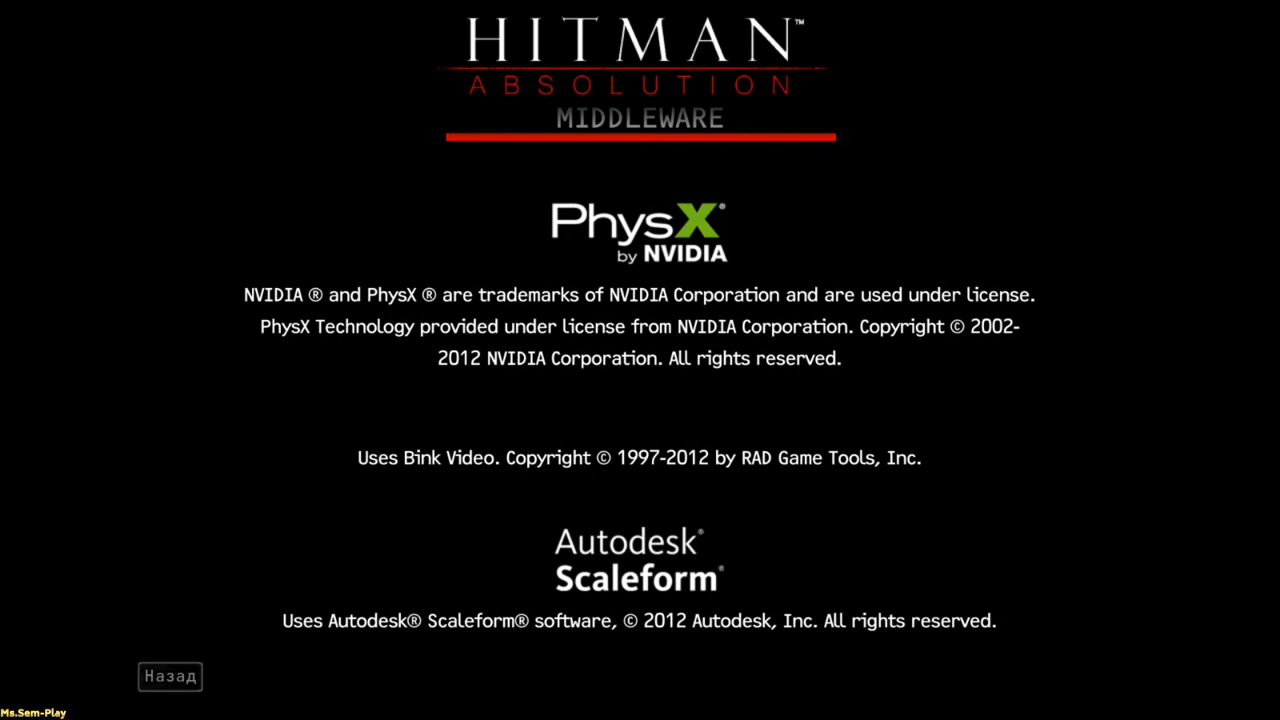 HITMAN™
ABSOLUTION
MIDDLEWARE
PhysX®
by NVIDIA
NVIDIA ® and PhysX ® are trademarks of NVIDIA Corporation and are used under license.
PhysX Technology provided under license from NVIDIA Corporation. Copyright © 2002-
2012 NVIDIA Corporation. All rights reserved.
Uses Bink Video. Copyright © 1997-2012 by RAD Game Tools, Inc.
Autodesk®
Scaleform®
Uses Autodesk® Scaleform® software, © 2012 Autodesk, Inc. All rights reserved.
Назад
Ms.Sem-Play